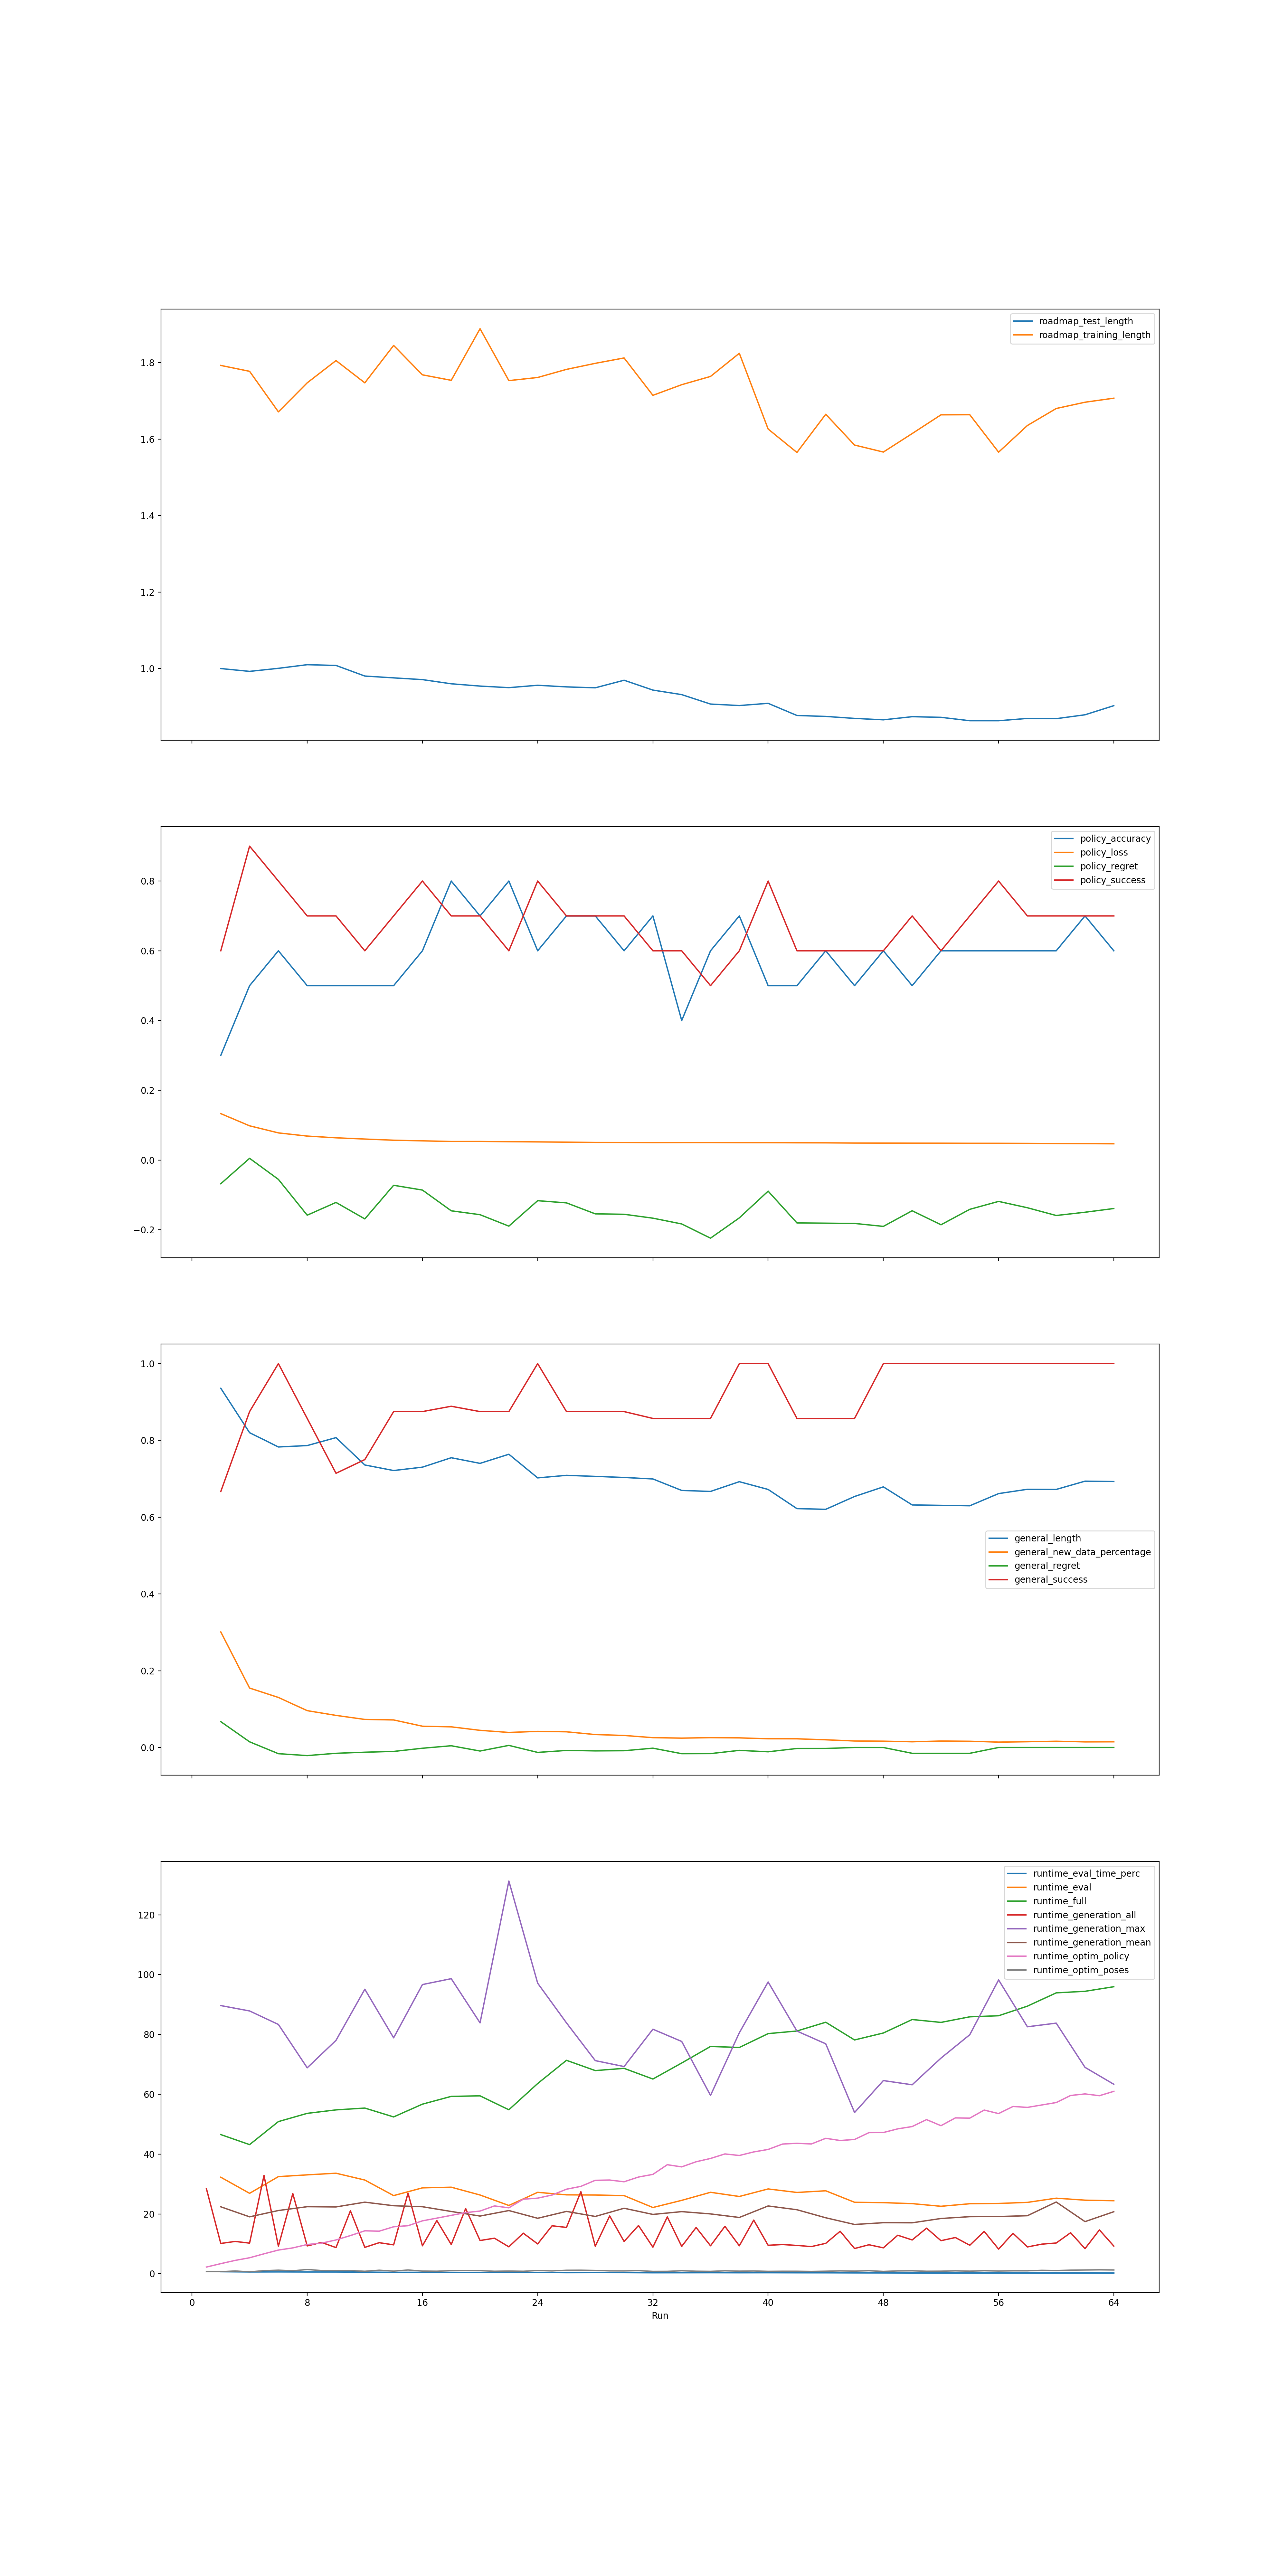 roadmap_test_length
roadmap_training_length
1.8
1.6
1.4
1.2
1.0
policy_accuracy
policy_loss
policy_regret
policy_success
0.8
0.6
0.4
0.2
0.0
−0.2
1.0
0.8
0.6
general_length
general_new_data_percentage
general_regret
general_success
0.4
0.2
0.0
runtime_eval_time_perc
runtime_eval
runtime_full
runtime_generation_all
runtime_generation_max
runtime_generation_mean
runtime_optim_policy
runtime_optim_poses
120
100
80
60
40
20
0
0 8 16 24 32 40 48 56 64
Run